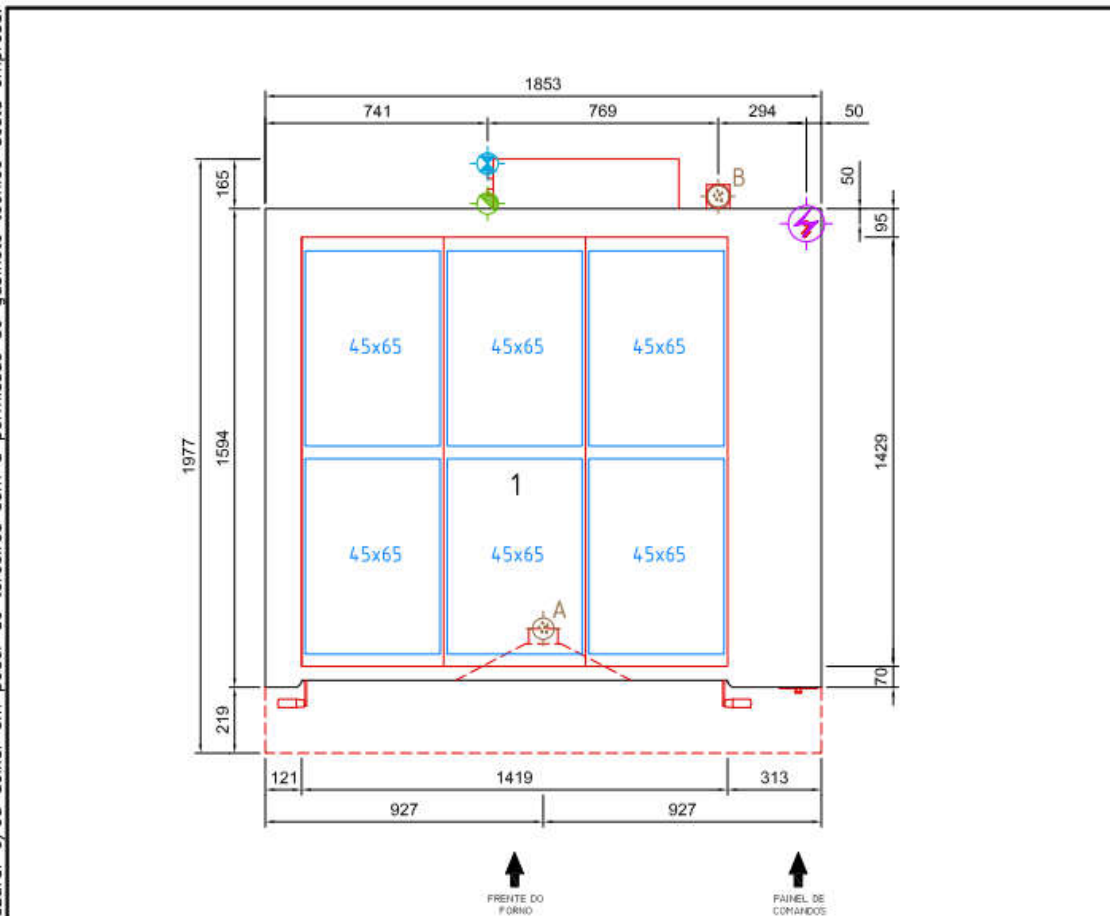 1853
741 769 294 50
165 50
B
95
45x65 45x65 45x65
1977 1594 1429
1
45x65 45x65 45x65
A
70
219
121 1419 313
927 927
FRENTE DO
FORNO
PAINEL DE
COMANDOS